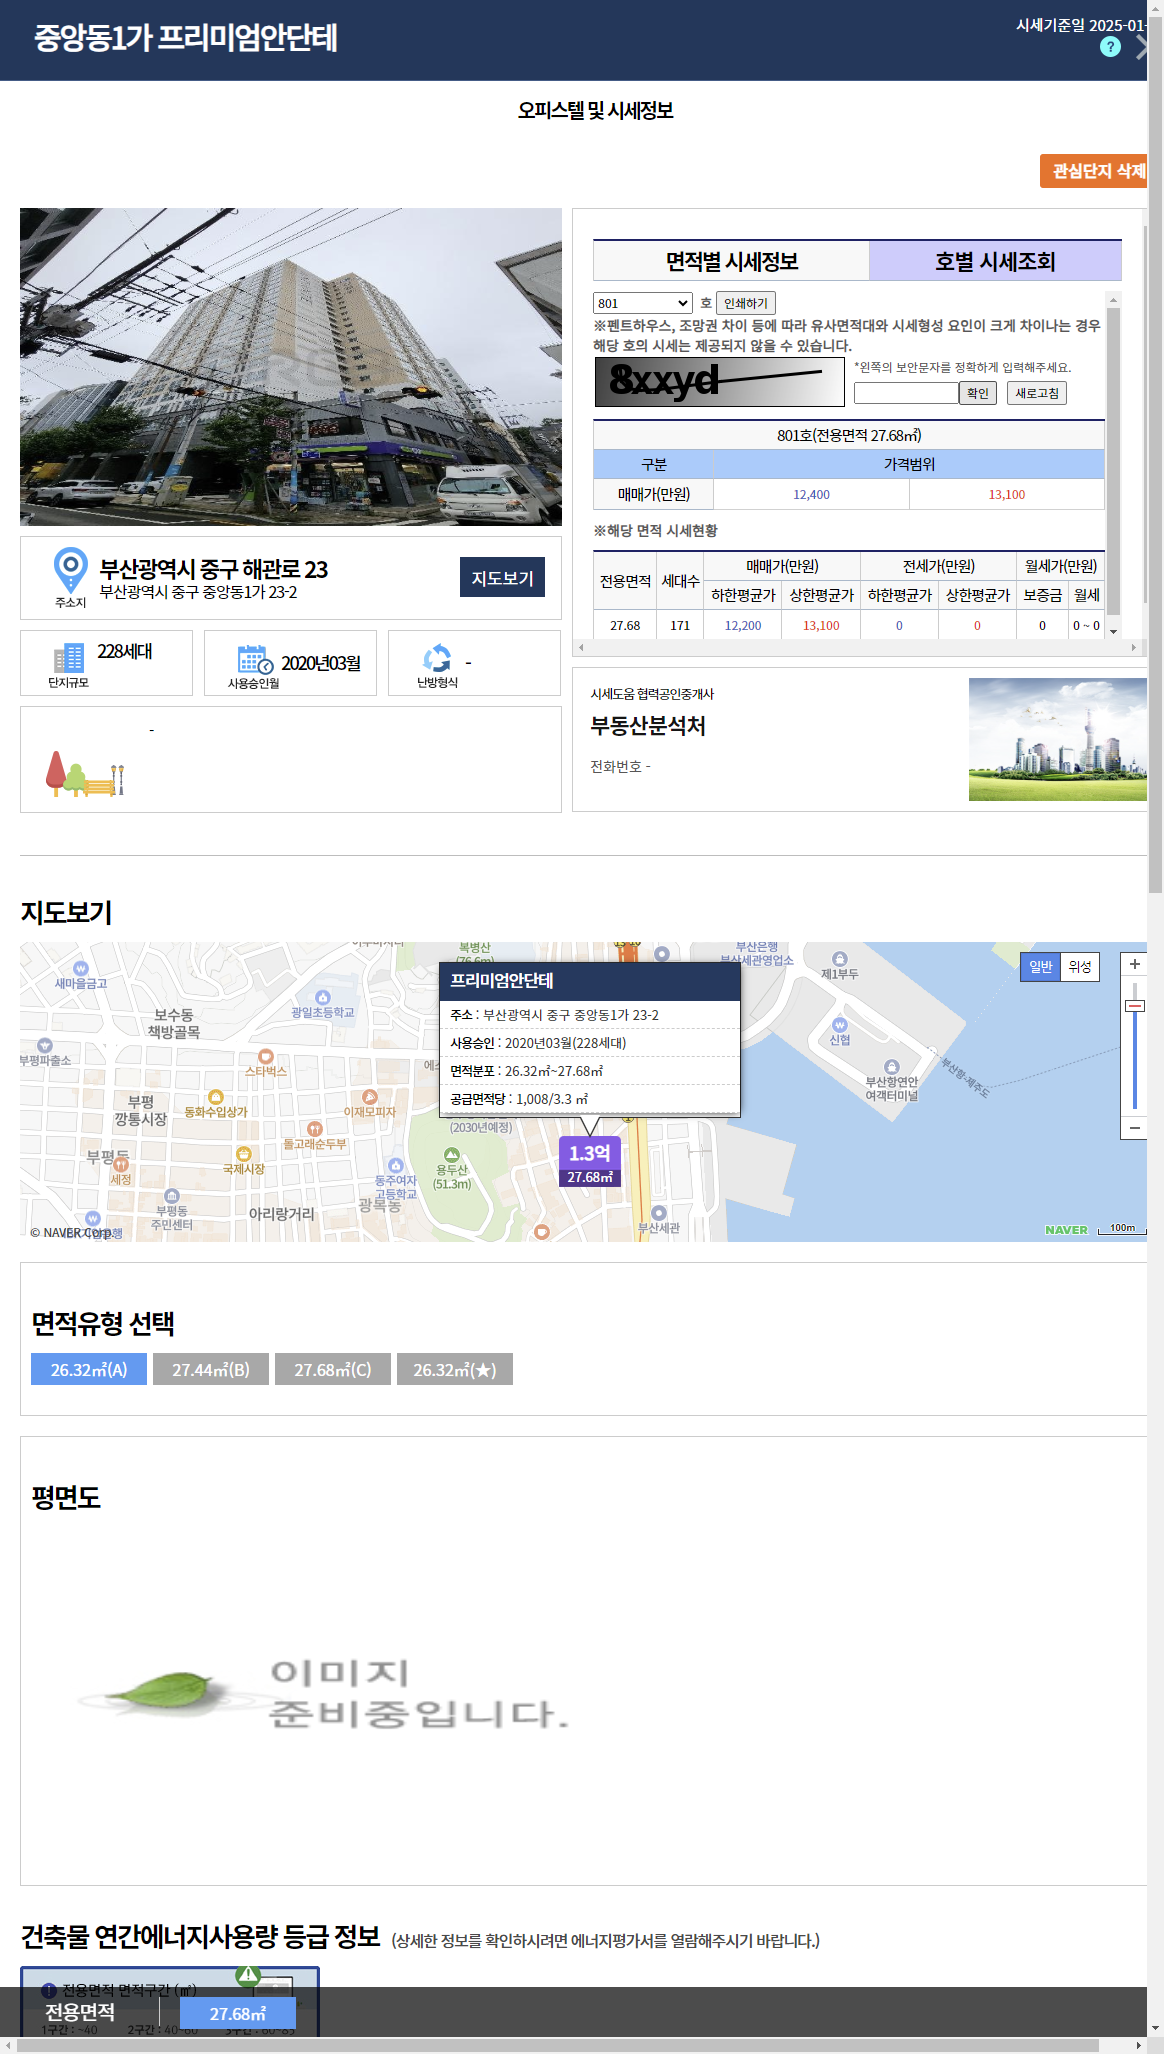 중앙동1가 프리미엄안단테
시세기준일 2025-01-
?
오피스텔 및 시세정보
관심단지 삭제
면적별 시세정보
호별 시세조회
801 호 인쇄하기
※펜트하우스, 조망권 차이 등에 따라 유사면적대와 시세형성 요인이 크게 차이나는 경우
해당 호의 시세는 제공되지 않을 수 있습니다.
8xxyd
*왼쪽의 보안문자를 정확하게 입력해주세요.
확인 새로고침
801호(전용면적 27.68㎡)
구분 가격범위
매매가(만원) 12,400 13,100
※해당 면적 시세현황
전용면적 세대수 매매가(만원) 전세가(만원) 월세가(만원)
하한평균가 상한평균가 하한평균가 상한평균가 보증금 월세
27.68 171 12,200 13,100 0 0 0 0 ~ 0
주소지
부산광역시 중구 해관로 23
부산광역시 중구 중앙동1가 23-2
지도보기
228세대
단지규모
2020년03월
사용승인월
-
난방형식
-
시세도움 협력공인중개사
부동산분석처
전화번호 -
지도보기
복병산
(76.6m)
부산은행
부산세관영업소
제1부두
일반 위성
새마을금고
광일초등학교
보수동
책방골목
신협
부평파출소
스타벅스
부산항연안
여객터미널
부산항-제주도
부평
깡통시장
동화수입상가
이재모피자
돌고래순두부
(2030년예정)
부평동
세정
국제시장
동주여자
고등학교
용두산
(51.3m)
부평동
주민센터
아리랑거리
광복동
부산세관
© NAVER Corp.
NAVER
100m
프리미엄안단테
주소 : 부산광역시 중구 중앙동1가 23-2
사용승인 : 2020년03월(228세대)
면적분포 : 26.32㎡~27.68㎡
공급면적당 : 1,008/3.3 ㎡
1.3억
27.68㎡
면적유형 선택
26.32㎡(A) 27.44㎡(B) 27.68㎡(C) 26.32㎡(★)
평면도
이미지
준비중입니다.
건축물 연간에너지사용량 등급 정보 (상세한 정보를 확인하시려면 에너지평가서를 열람해주시기 바랍니다.)
전용면적 면적구간 (㎡)
전용면적 27.68㎡
1구간 : ~40 2구간 : 40~60 3구간 : 60~85